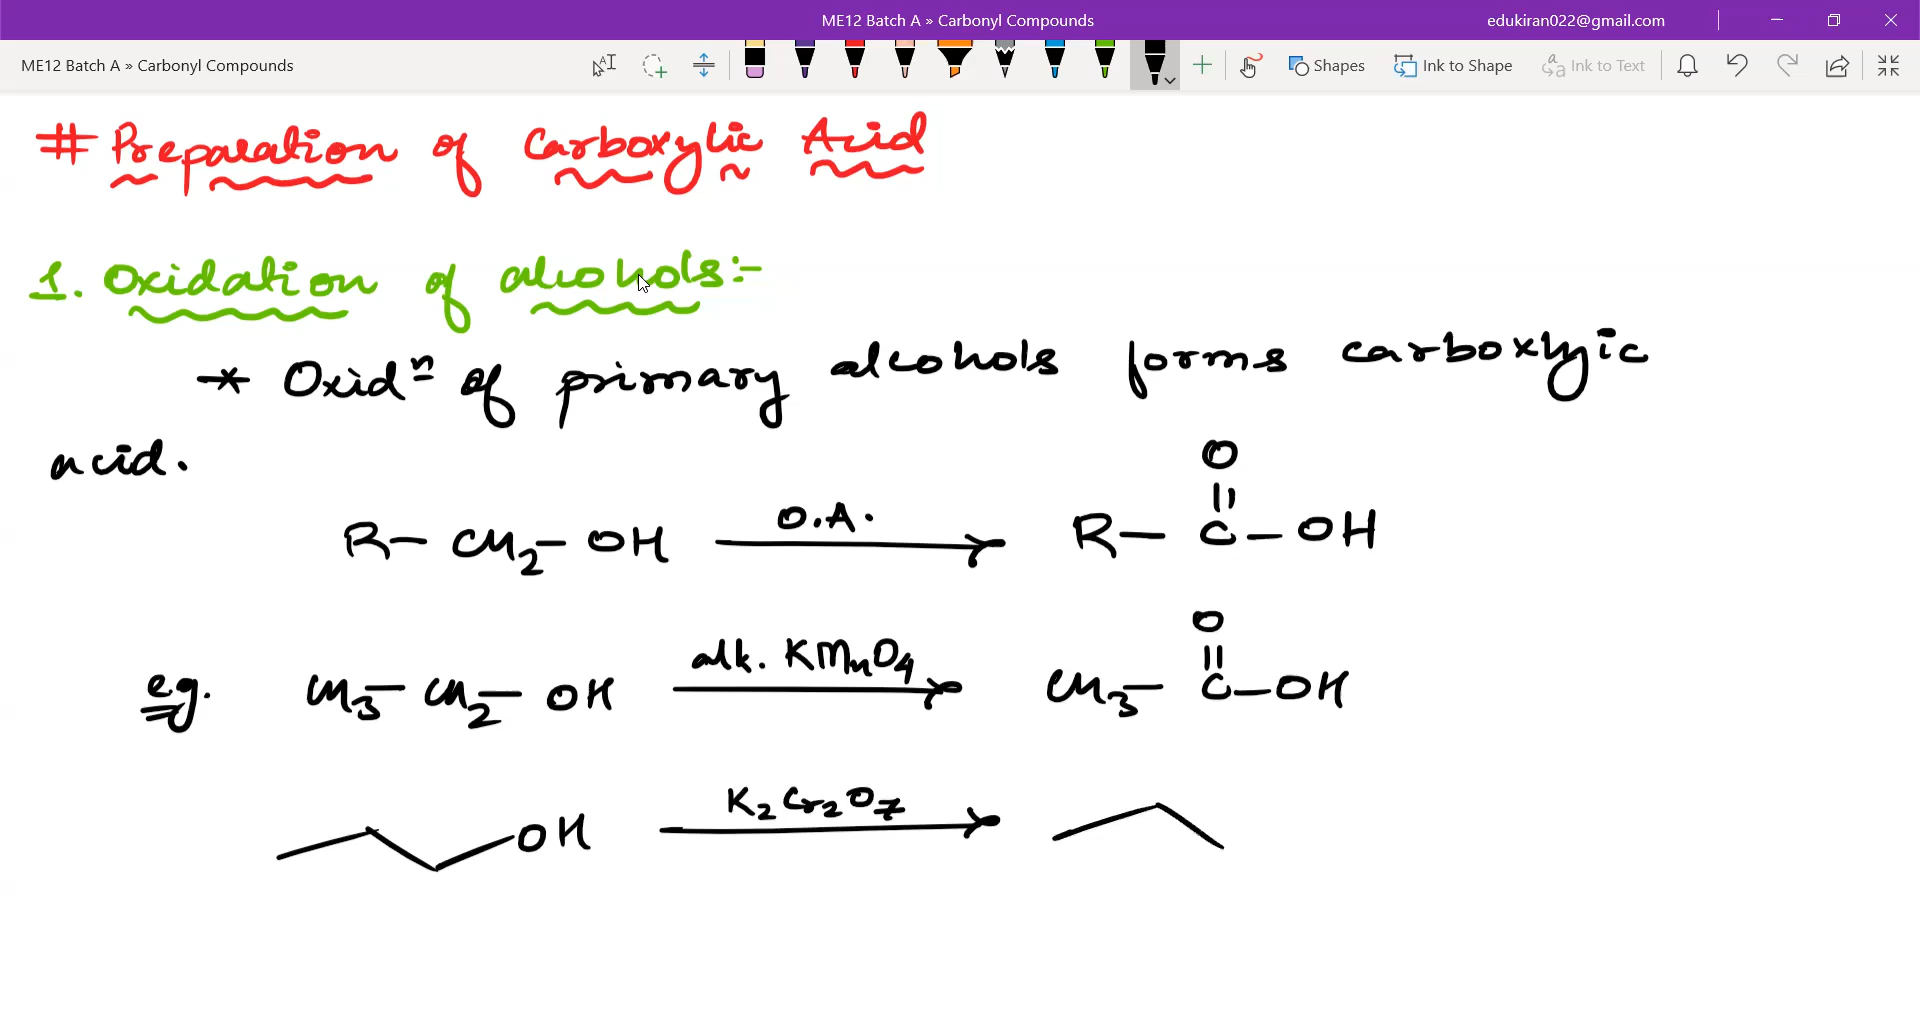 ME12 Batch A » Carbonyl Compounds
edukiran022@gmail.com
ME12 Batch A » Carbonyl Compounds
Shapes
Ink to Shape
Ink to Text
# Preparation of Carboxylic Acid
1. Oxidation of alcohols:-
* Oxidⁿ of primary alcohols forms carboxlyic
acid.
O
||
R— CH₂— OH O.A. → R— C— OH
O
||
eg. CH₃— CH₂— OH alk. KMnO₄ → CH₃— C—OH
OH K₂Cr₂O₇ →